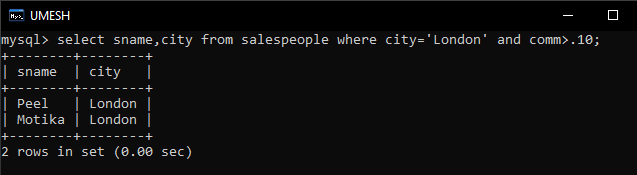 UMESH
mysql> select sname,city from salespeople where city='London' and comm>.10;
+--------+--------+
| sname  | city   |
+--------+--------+
| Peel   | London |
| Motika | London |
+--------+--------+
2 rows in set (0.00 sec)